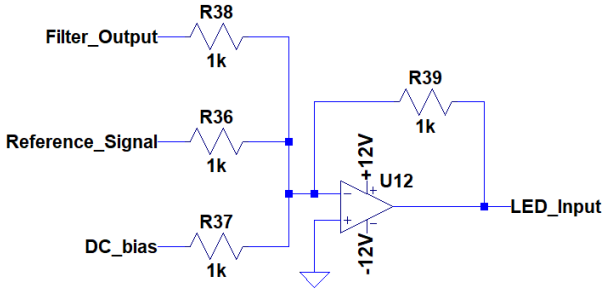 R38
Filter_Output
1k
R39
1k
R36
Reference_Signal
1k
+12V
U12
-
+
+
-
LED_Input
-12V
R37
DC_bias
1k